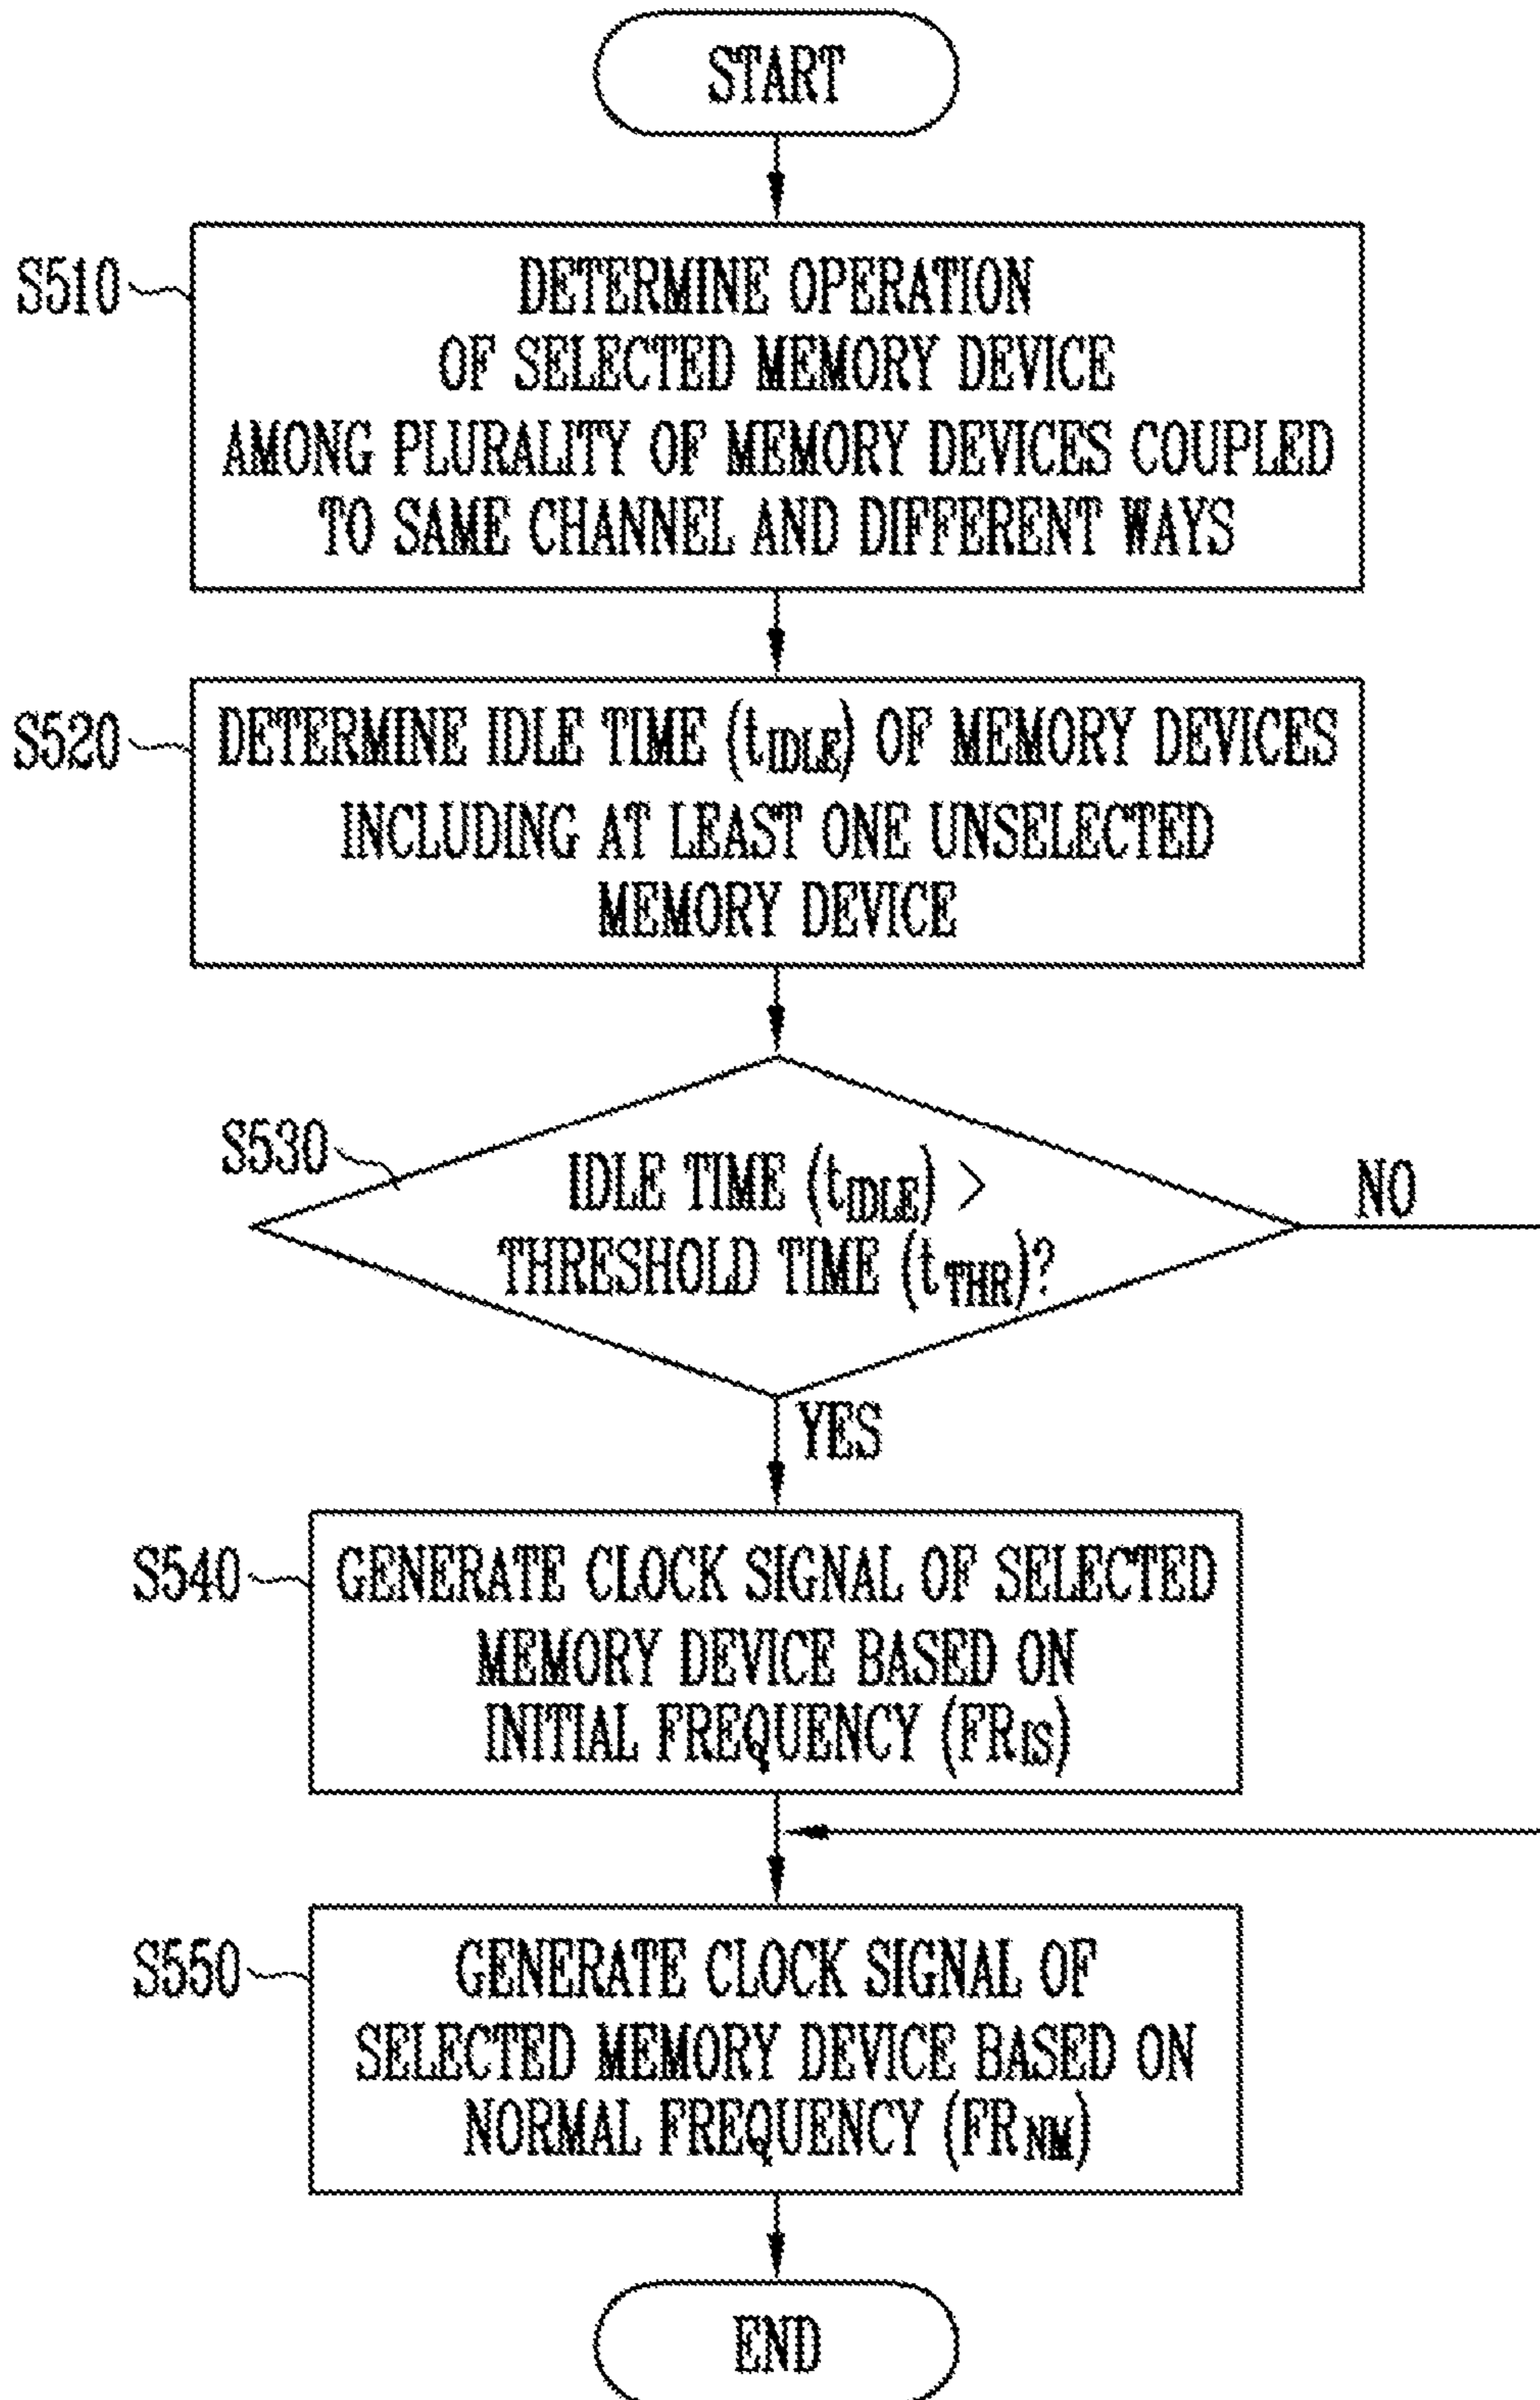 START
S510
DETERMINE OPERATION
OF SELECTED MEMORY DEVICE
AMONG PLURALITY OF MEMORY DEVICES COUPLED
TO SAME CHANNEL AND DIFFERENT WAYS
S520
DETERMINE IDLE TIME (tIDLE) OF MEMORY DEVICES
INCLUDING AT LEAST ONE UNSELECTED
MEMORY DEVICE
S530
IDLE TIME (tIDLE) >
THRESHOLD TIME (tTHR)?
NO
YES
S540
GENERATE CLOCK SIGNAL OF SELECTED
MEMORY DEVICE BASED ON
INITIAL FREQUENCY (FRIS)
S550
GENERATE CLOCK SIGNAL OF
SELECTED MEMORY DEVICE BASED ON
NORMAL FREQUENCY (FRNM)
END